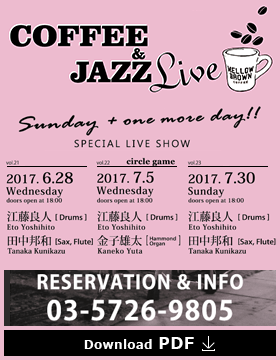 COFFEE
&
JAZZ Live
MELLOW
BROWN
COFFEE
Sunday + one more day!!
SPECIAL LIVE SHOW
vol.21
2017. 6.28
Wednesday
doors open at 18:00
江藤良人 [ Drums ]
Eto Yoshihito
田中邦和 [Sax, Flute]
Tanaka Kunikazu
vol.22 circle game
2017. 7.5
Wednesday
doors open at 18:00
江藤良人 [ Drums ]
Eto Yoshihito
金子雄太 [Hammond Organ]
Kaneko Yuta
vol.23
2017. 7.30
Sunday
doors open at 18:00
江藤良人 [ Drums ]
Eto Yoshihito
田中邦和 [Sax, Flute]
Tanaka Kunikazu
RESERVATION & INFO
03-5726-9805
Download PDF